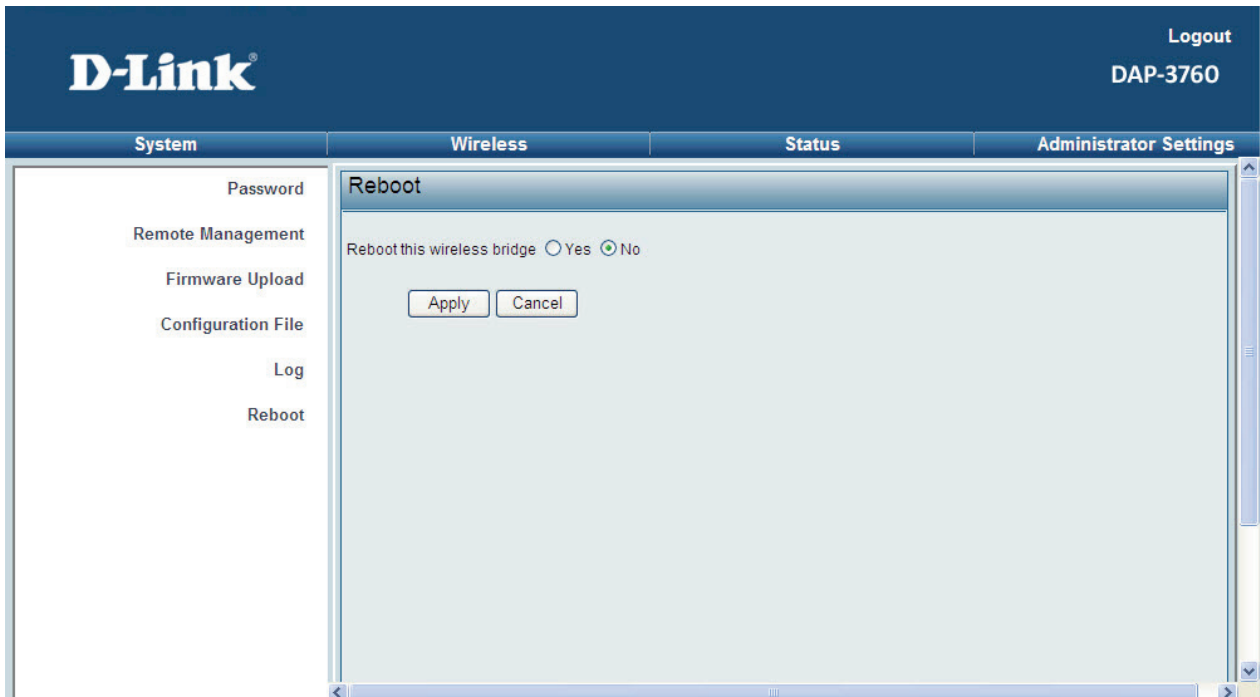 Logout
D-Link®
DAP-3760
System Wireless Status Administrator Settings
Password
Remote Management
Firmware Upload
Configuration File
Log
Reboot
Reboot
Reboot this wireless bridge Yes No
Apply Cancel